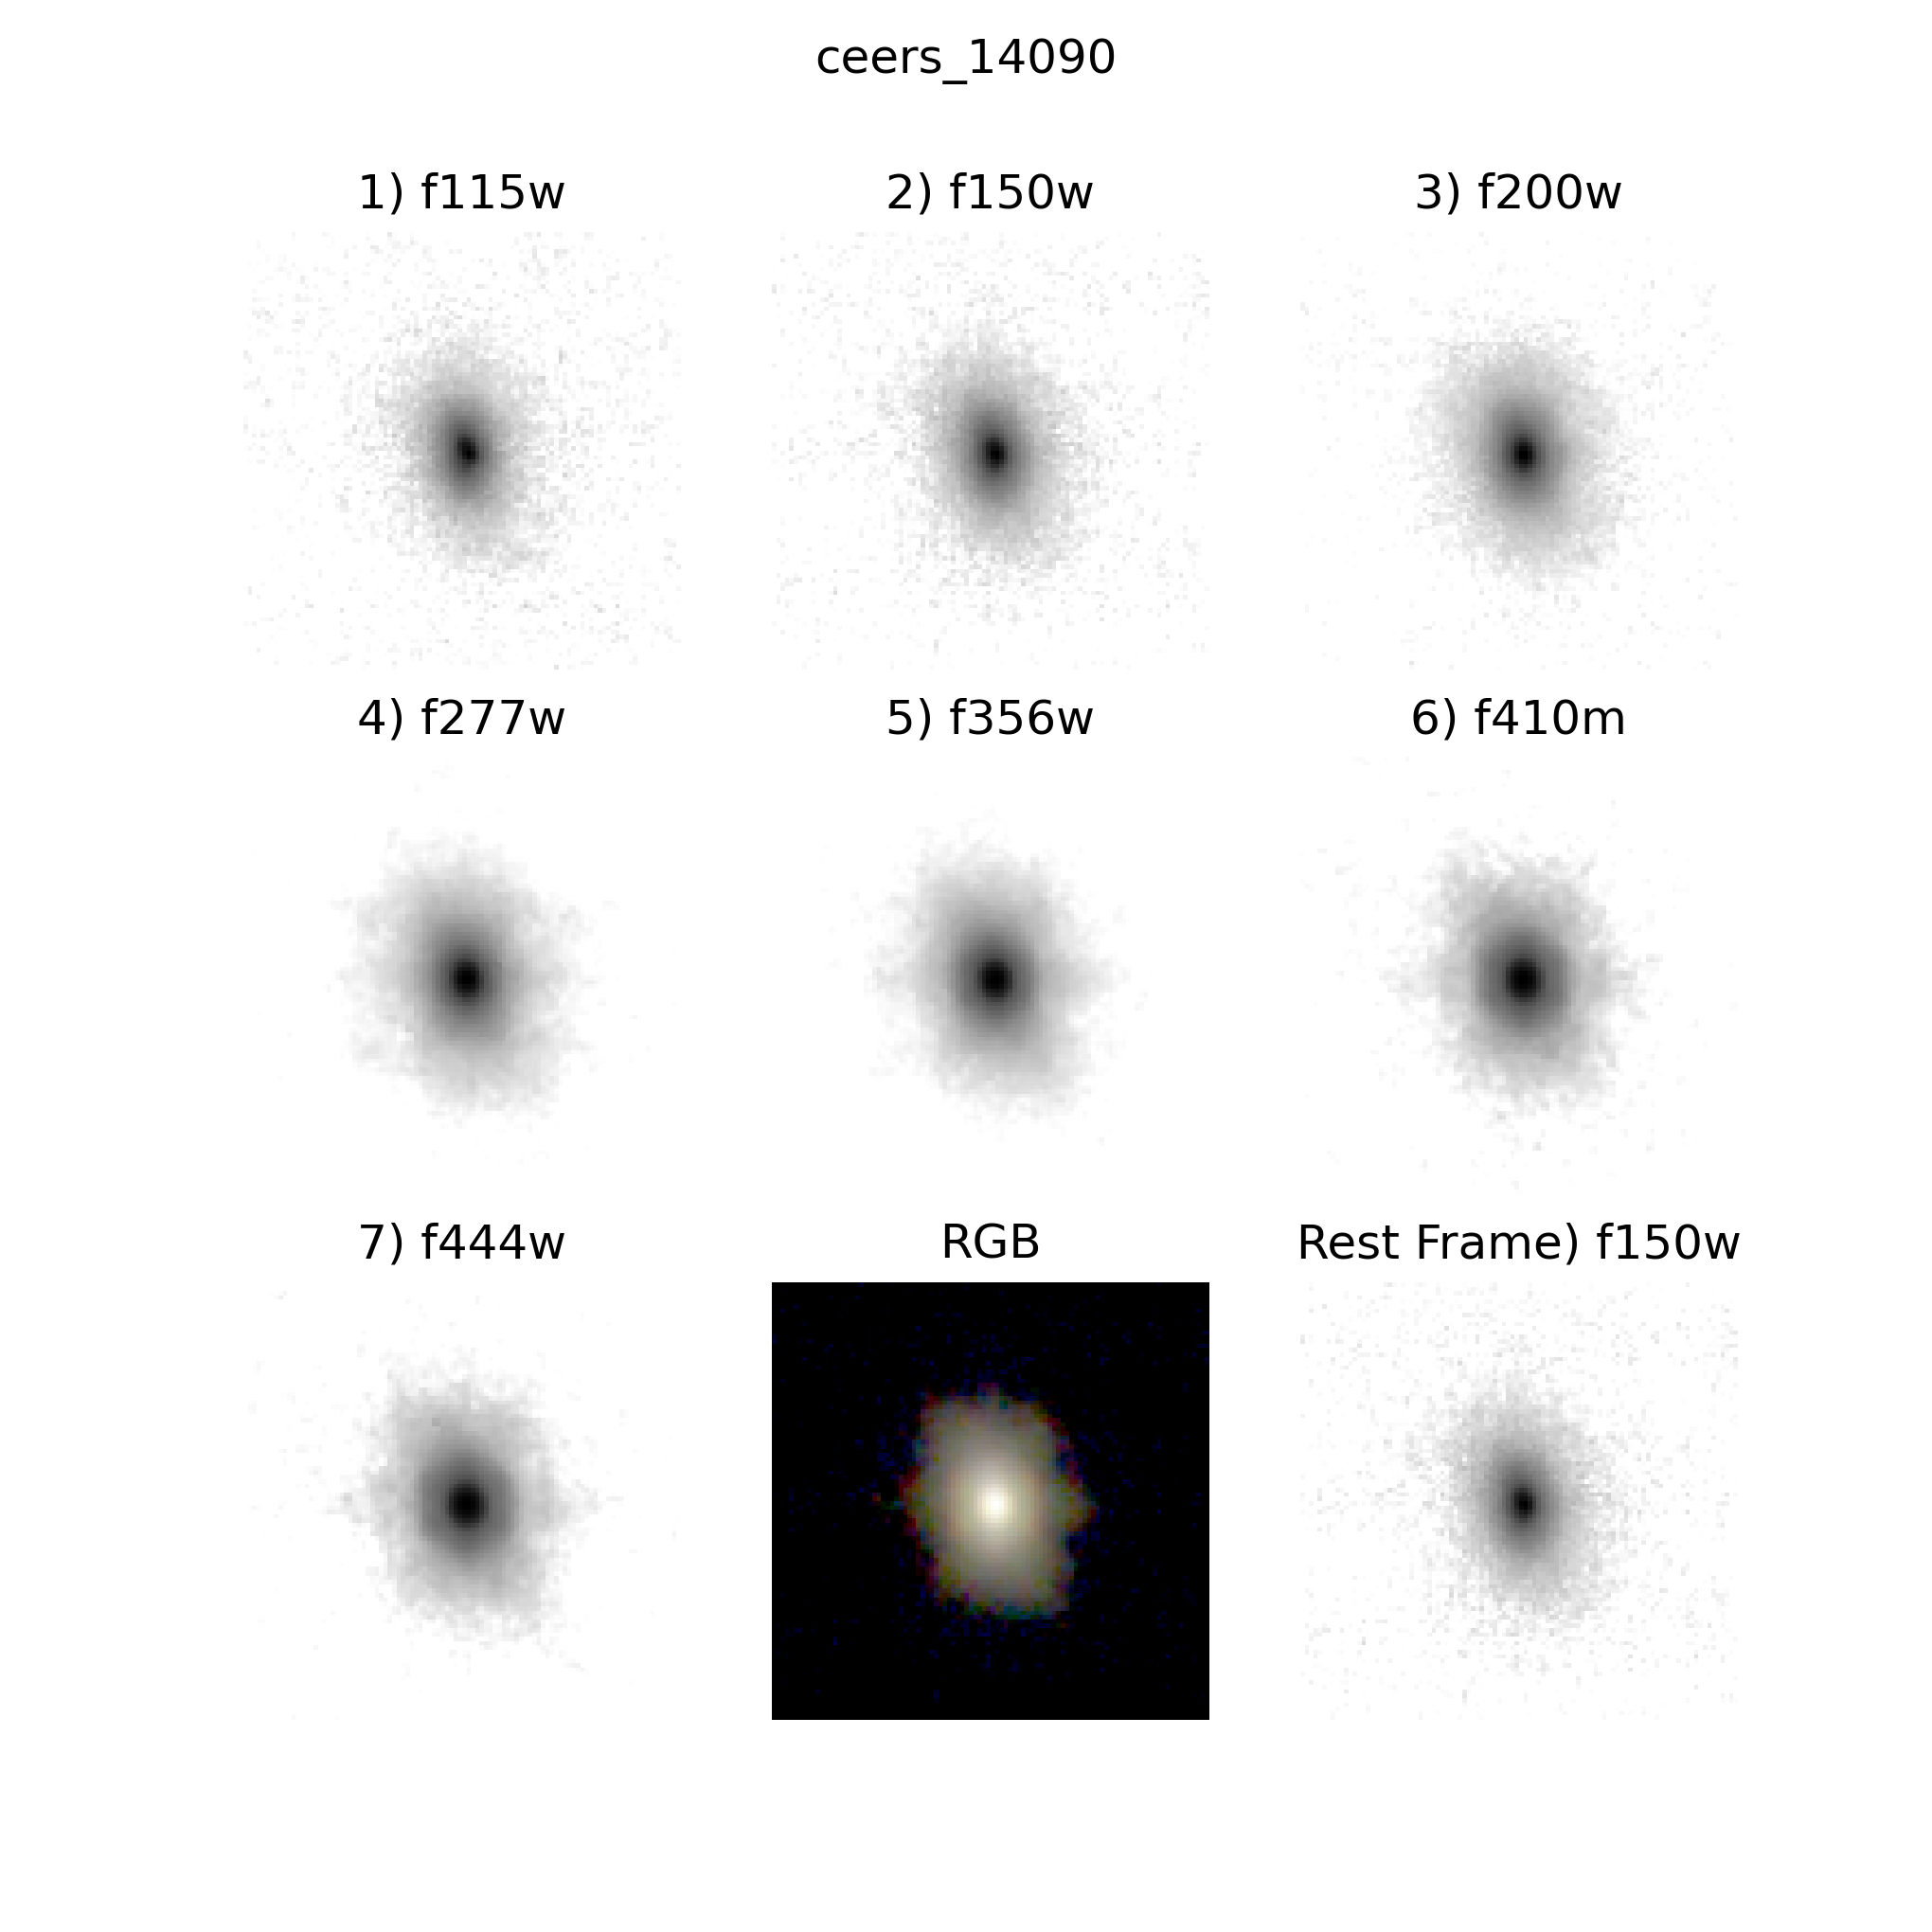 ceers_14090
1) f115w
2) f150w
3) f200w
4) f277w
5) f356w
6) f410m
7) f444w
RGB
Rest Frame) f150w